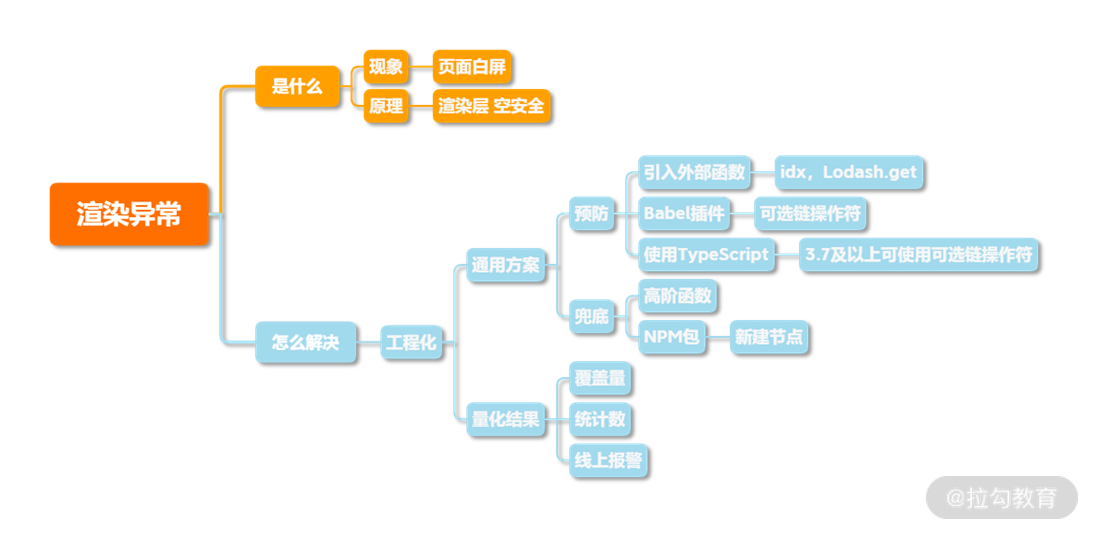 渲染异常
是什么
现象
页面白屏
原理
渲染层 空安全
怎么解决
工程化
通用方案
预防
引入外部函数
idx，Lodash.get
Babel插件
可选链操作符
使用TypeScript
3.7及以上可使用可选链操作符
兜底
高阶函数
NPM包
新建节点
量化结果
覆盖量
统计数
线上报警
@拉勾教育